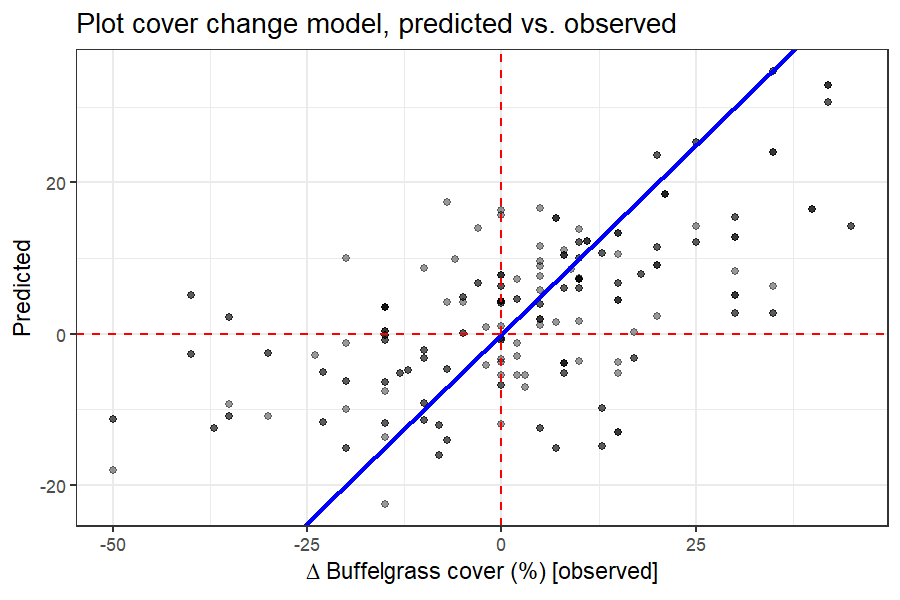 Plot cover change model, predicted vs. observed
Predicted
20
0
-20
-50
-25
0
25
Δ Buffelgrass cover (%) [observed]